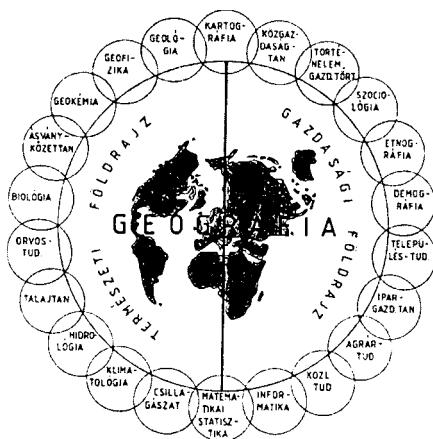 KARTOG-
RÁFIA
KÖZGAZ-
DASÁG-
TAN
TÖRTÉ-
NELEM,
GAZD.TÖRT.
SZOCIO-
LÓGIA
ETNOG-
RÁFIA
DEMOG-
RÁFIA
TELEPÜ-
LÉS-TUD.
IPAR-
GAZD.TAN
AGRÁR-
TUD
KÖZL
TUD
INFOR-
MATIKA
MATEMA-
TIKAI
STATISZ-
TIKA
CSILLA-
GÁSZAT
KLIMA-
TOLÓGIA
HIDRO-
LÓGIA
TALAJTAN
ORVOS-
TUD.
BIOLÓGIA
ÁSVÁNY-
KŐZETTAN
GEOKÉMIA
GEOFI-
ZIKA
GEOLÓ-
GIA
TERMÉSZETI FÖLDRAJZ
GAZDASÁGI FÖLDRAJZ
GEOGRÁFIA